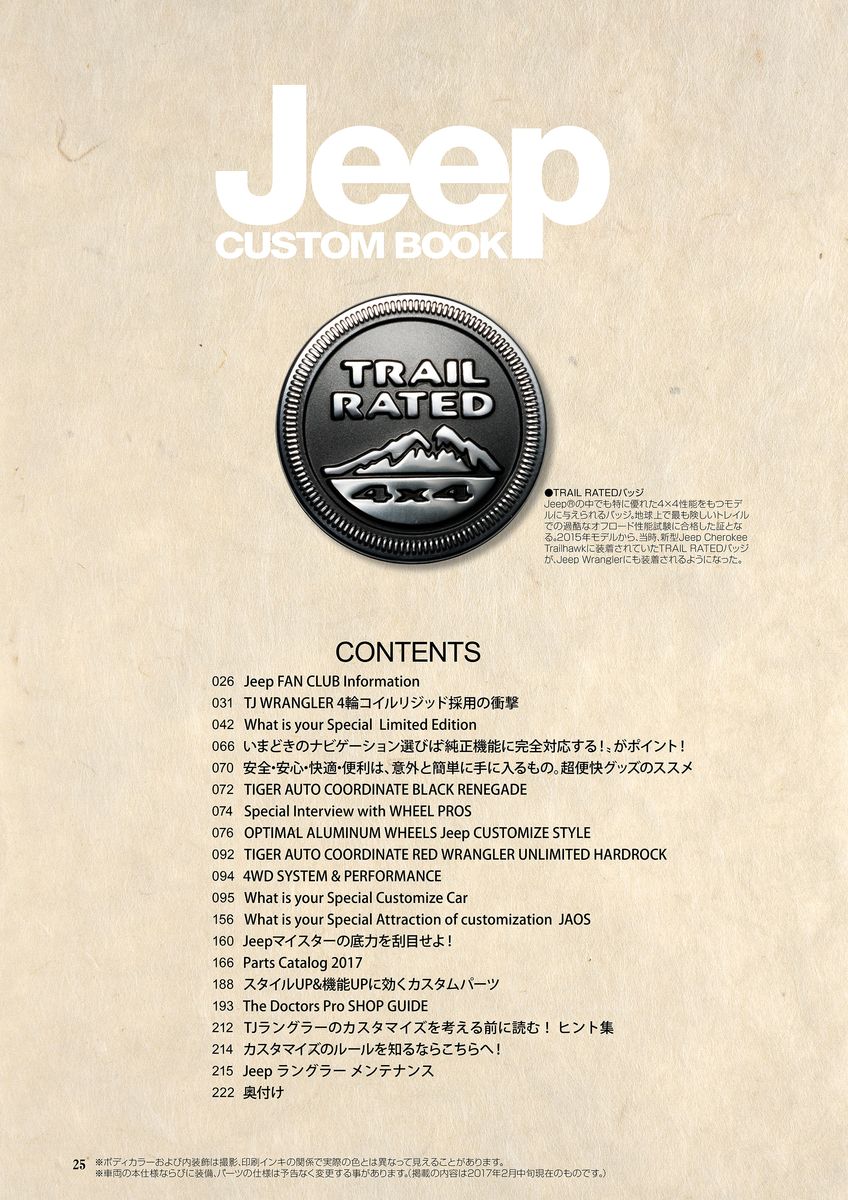 Jeep
CUSTOM BOOK
TRAIL
RATED
4x4
●TRAIL RATEDバッジ
Jeep®の中でも特に優れた4×4性能をもつモデ
ルに与えられるバッジ。地球上で最も険しいトレイル
での過酷なオフロード性能試験に合格した証とな
る。2015年モデルから、当時、新型Jeep Cherokee
Trailhawkに装着されていたTRAIL RATEDバッジ
が、Jeep Wranglerにも装着されるようになった。
CONTENTS
026 Jeep FAN CLUB Information
031 TJ WRANGLER 4輪コイルリジッド採用の衝撃
042 What is your Special Limited Edition
066 いまどきのナビゲーション選びは〝純正機能に完全対応する!〟がポイント!
070 安全・安心・快適・便利は、意外と簡単に手に入るもの。超便快グッズのススメ
072 TIGER AUTO COORDINATE BLACK RENEGADE
074 Special Interview with WHEEL PROS
076 OPTIMAL ALUMINUM WHEELS Jeep CUSTOMIZE STYLE
092 TIGER AUTO COORDINATE RED WRANGLER UNLIMITED HARDROCK
094 4WD SYSTEM & PERFORMANCE
095 What is your Special Customize Car
156 What is your Special Attraction of customization JAOS
160 Jeepマイスターの底力を刮目せよ!
166 Parts Catalog 2017
188 スタイルUP&機能UPに効くカスタムパーツ
193 The Doctors Pro SHOP GUIDE
212 TJラングラーのカスタマイズを考える前に読む! ヒント集
214 カスタマイズのルールを知るならこちらへ!
215 Jeep ラングラー メンテナンス
222 奥付け
25 ※ボディカラーおよび内装飾は撮影、印刷インキの関係で実際の色とは異なって見えることがあります。
※車両の本仕様ならびに装備、パーツの仕様は予告なく変更する事があります。(掲載の内容は2017年2月中旬現在のものです。)